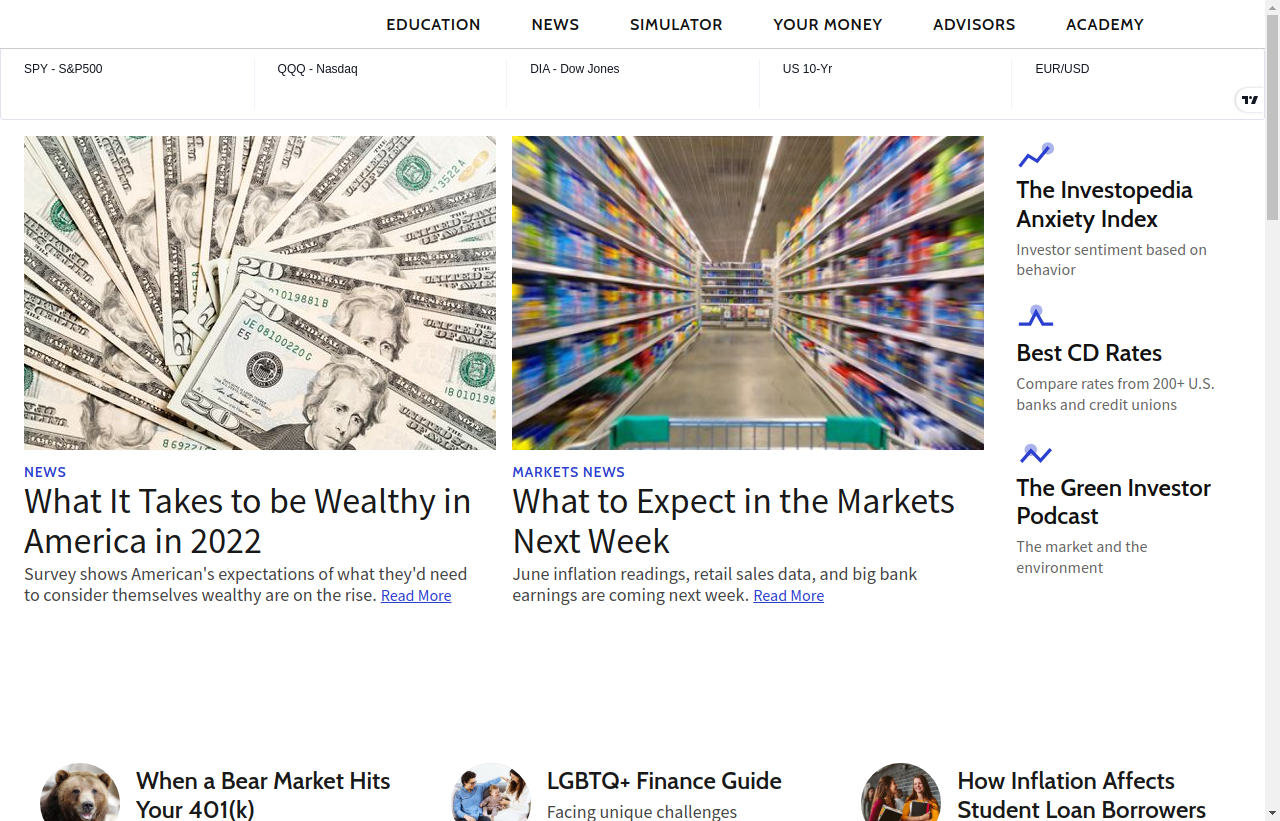 EDUCATION NEWS SIMULATOR YOUR MONEY ADVISORS ACADEMY
SPY - S&P500 QQQ - Nasdaq DIA - Dow Jones US 10-Yr EUR/USD
NEWS
What It Takes to be Wealthy in
America in 2022
Survey shows American's expectations of what they'd need
to consider themselves wealthy are on the rise. Read More
MARKETS NEWS
What to Expect in the Markets
Next Week
June inflation readings, retail sales data, and big bank
earnings are coming next week. Read More
The Investopedia
Anxiety Index
Investor sentiment based on
behavior
Best CD Rates
Compare rates from 200+ U.S.
banks and credit unions
The Green Investor
Podcast
The market and the
environment
When a Bear Market Hits
Your 401(k)
LGBTQ+ Finance Guide
Facing unique challenges
How Inflation Affects
Student Loan Borrowers